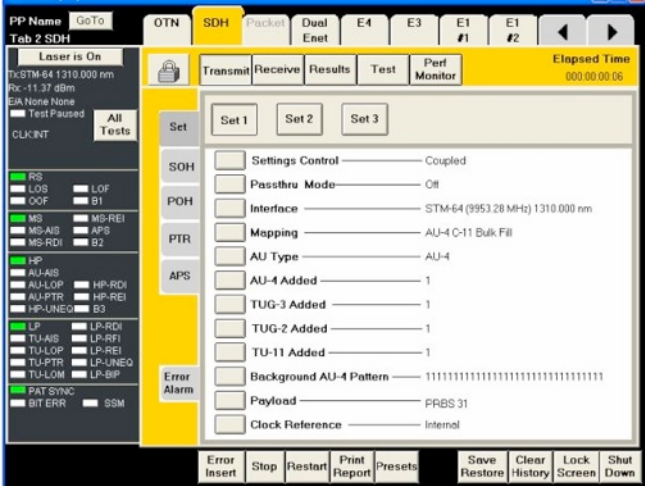 PP Name GoTo
Tab 2 SDH
OTN SDH Packet Dual Enet E4 E3 E1 #1 E1 #2
Laser is On
Tx:STM-64 1310.000 nm
Rx: -11.37 dBm
E/A None None
Test Paused
CLK:INT
All Tests
Transmit Receive Results Test Perf Monitor
Elapsed Time
000:00:00:06
RS
LOS LOF
OOF B1
MS MS-REI
MS-AIS APS
MS-RDI B2
HP
AU-AIS
AU-LOP HP-RDI
AU-PTR HP-REI
HP-UNEQ B3
LP LP-RDI
TU-AIS LP-RFI
TU-LOP LP-REI
TU-PTR LP-UNEQ
TU-LOM LP-BIP
PAT SYNC
BIT ERR SSM
Set
SOH
POH
PTR
APS
Error Alarm
Set 1 Set 2 Set 3
Settings Control Coupled
Passthru Mode Off
Interface STM-64 (9953.28 MHz) 1310.000 nm
Mapping AU-4 C-11 Bulk Fill
AU Type AU-4
AU-4 Added 1
TUG-3 Added 1
TUG-2 Added 1
TU-11 Added 1
Background AU-4 Pattern
Payload PRBS 31
Clock Reference Internal
Error Insert Stop Restart Print Report Presets Save Restore Clear History Lock Screen Shut Down